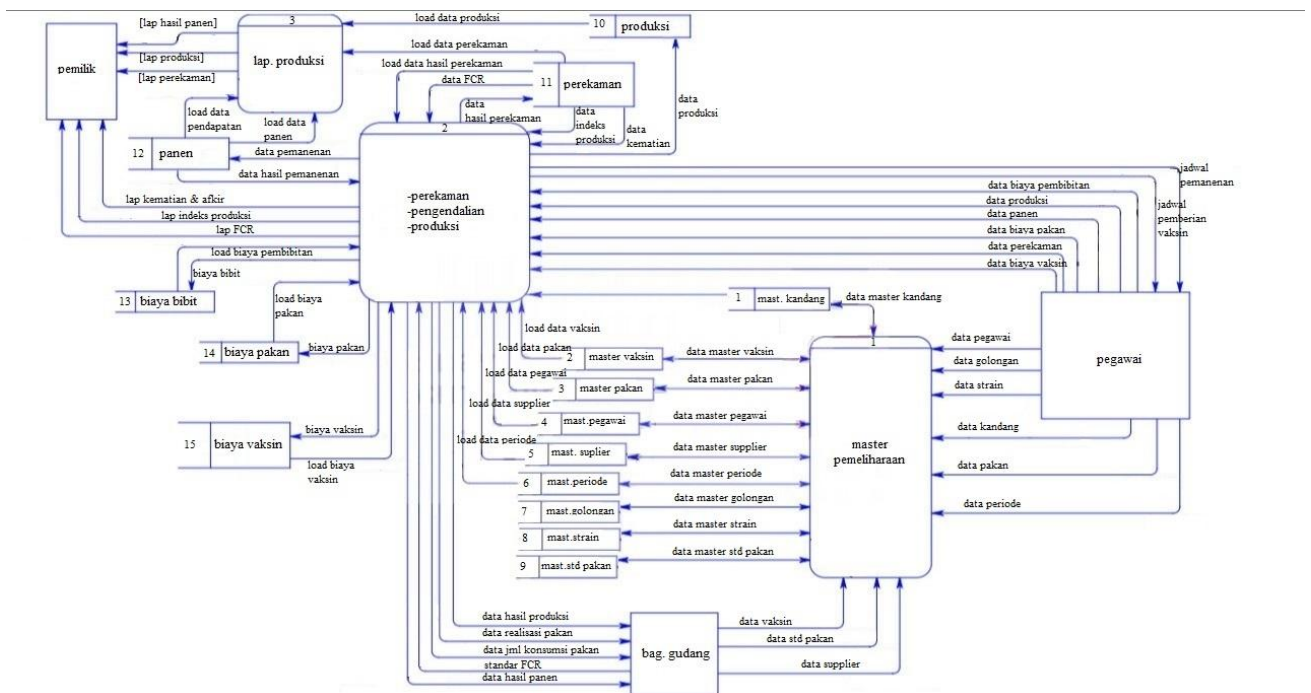 3
10 produksi
load data produksi
[lap hasil panen]
[lap produksi]
[lap perekaman]
pemilik
lap. produksi
load data perekaman
load data hasil perekaman
data FCR
11 perekaman
data
hasil perekaman
data
indeks
produksi
data
kematian
data
produksi
load data
pendapatan
load data
panen
12 panen
data pemanenan
data hasil pemanenan
2
-perekaman
-pengendalian
-produksi
lap kematian & afkir
lap indeks produksi
lap FCR
load biaya pembibitan
biaya bibit
13 biaya bibit
load biaya
pakan
14 biaya pakan
biaya pakan
15 biaya vaksin
biaya vaksin
load biaya
vaksin
jadwal
pemanenan
jadwal
pemberian
vaksin
data biaya pembibitan
data produksi
data panen
data biaya pakan
data perekaman
data biaya vaksin
pegawai
1 mast. kandang
data master kandang
1
master
pemeliharaan
load data vaksin
load data pakan
2 master vaksin
data master vaksin
load data pegawai
3 master pakan
data master pakan
load data supplier
4 mast.pegawai
data master pegawai
load data periode
5 mast. suplier
data master supplier
6 mast.periode
data master periode
7 mast.golongan
data master golongan
8 mast.strain
data master strain
9 mast.std pakan
data master std pakan
data pegawai
data golongan
data strain
data kandang
data pakan
data periode
data hasil produksi
data realisasi pakan
data jml konsumsi pakan
standar FCR
data hasil panen
bag. gudang
data vaksin
data std pakan
data supplier